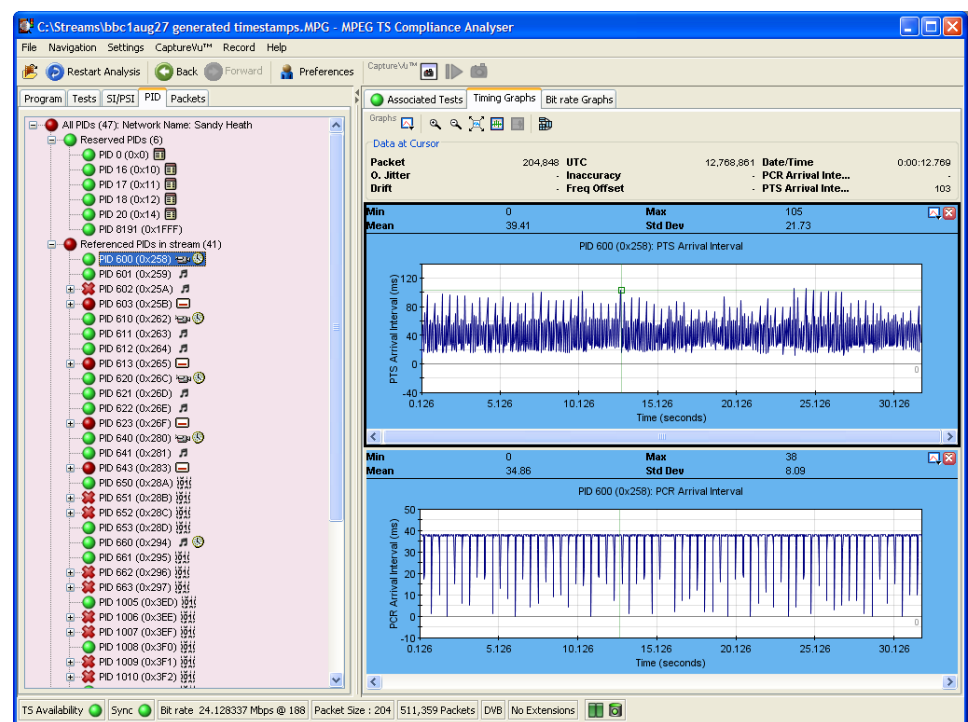 C:\Streams\bbc1aug27 generated timestamps.MPG - MPEG TS Compliance Analyser
File Navigation Settings CaptureVu™ Record Help
Restart Analysis Back Forward Preferences CaptureVu™
Program Tests SI/PSI PID Packets
All PIDs (47): Network Name: Sandy Heath
Reserved PIDs (6)
PID 0 (0x0)
PID 16 (0x10)
PID 17 (0x11)
PID 18 (0x12)
PID 20 (0x14)
PID 8191 (0x1FFF)
Referenced PIDs in stream (41)
PID 600 (0x258)
PID 601 (0x259)
PID 602 (0x25A)
PID 603 (0x25B)
PID 610 (0x262)
PID 611 (0x263)
PID 612 (0x264)
PID 613 (0x265)
PID 620 (0x26C)
PID 621 (0x26D)
PID 622 (0x26E)
PID 623 (0x26F)
PID 640 (0x280)
PID 641 (0x281)
PID 643 (0x283)
PID 650 (0x28A)
PID 651 (0x28B)
PID 652 (0x28C)
PID 653 (0x28D)
PID 660 (0x294)
PID 661 (0x295)
PID 662 (0x296)
PID 663 (0x297)
PID 1005 (0x3ED)
PID 1006 (0x3EE)
PID 1007 (0x3EF)
PID 1008 (0x3F0)
PID 1009 (0x3F1)
PID 1010 (0x3F2)
Associated Tests Timing Graphs Bit rate Graphs
Graphs
Data at Cursor
Packet 204,848 UTC 12,768,861 Date/Time 0:00:12.769
O. Jitter - Inaccuracy - PCR Arrival Inte... -
Drift - Freq Offset - PTS Arrival Inte... 103
Min 0 Max 105
Mean 39.41 Std Dev 21.73
PID 600 (0x258): PTS Arrival Interval
PTS Arrival Interval (ms)
120
80
40
0
-40
0
0.126 5.126 10.126 15.126 20.126 25.126 30.126
Time (seconds)
Min 0 Max 38
Mean 34.86 Std Dev 8.09
PID 600 (0x258): PCR Arrival Interval
PCR Arrival Interval (ms)
50
40
30
20
10
0
-10
0
0.126 5.126 10.126 15.126 20.126 25.126 30.126
Time (seconds)
TS Availability Sync Bit rate 24.128337 Mbps @ 188 Packet Size : 204 511,359 Packets DVB No Extensions